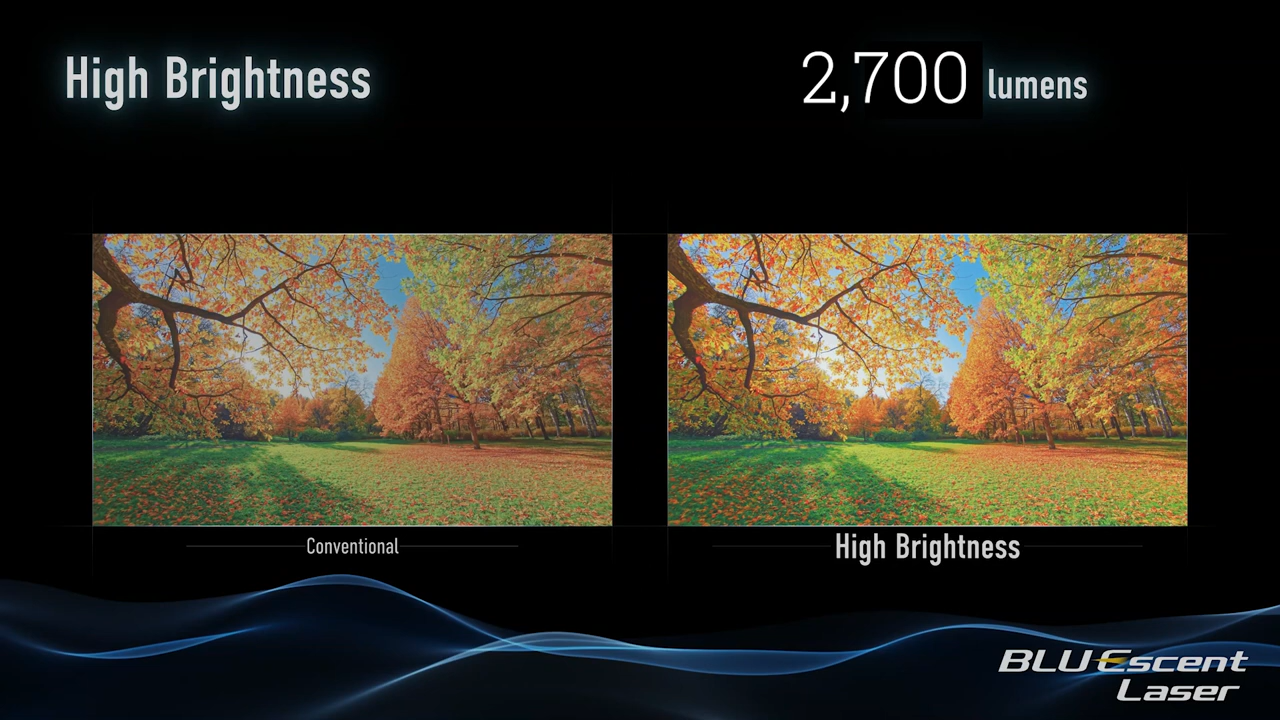 High Brightness
2,700 lumens
Conventional
High Brightness
BLUEscent
Laser